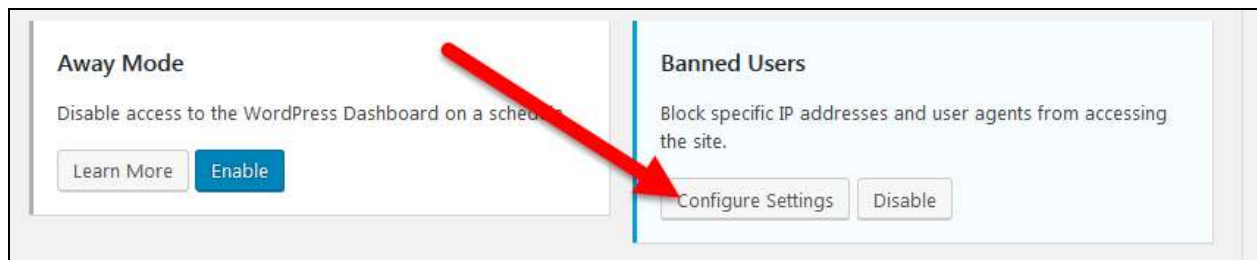 Away Mode
Disable access to the WordPress Dashboard on a
Learn More
Enable
Banned Users
Block specific IP addresses and user agents from accessing
the site.
Configure Settings
Disable